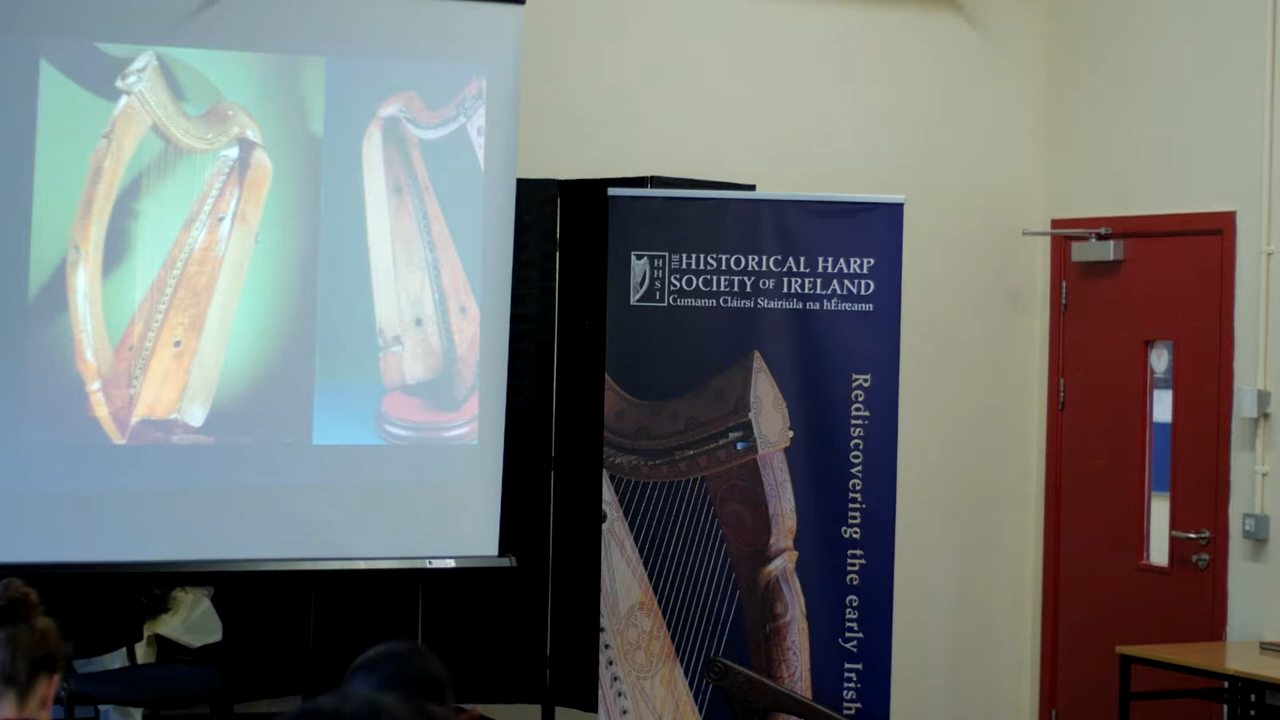 HHSI
THE HISTORICAL HARP
SOCIETY OF IRELAND
Cumann Cláirsí Stairiúla na hÉireann
Rediscovering the early Irish